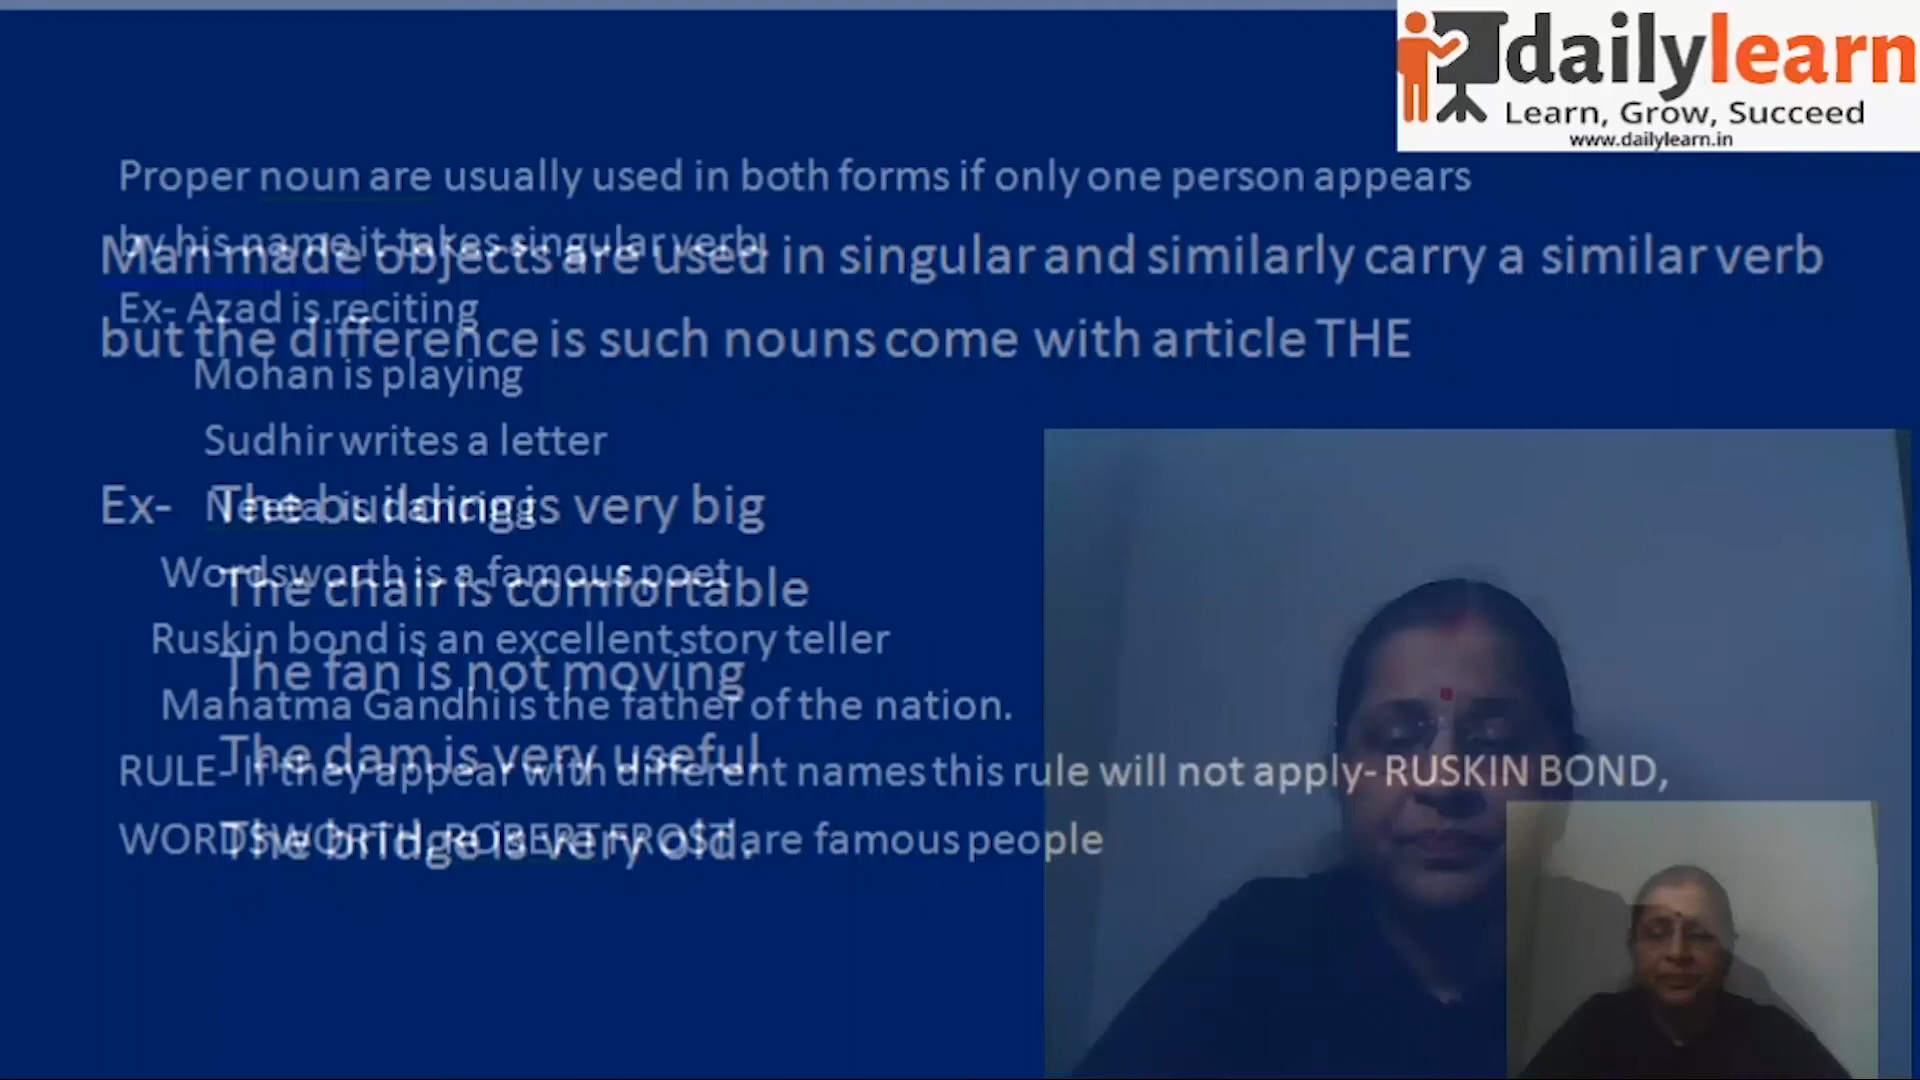 dailylearn
Learn, Grow, Succeed
www.dailylearn.in
Proper noun are usually used in both forms if only one person appears
by his name it takes singular verb.
Ex- Azad is reciting
Mohan is playing
Sudhir writes a letter
Neeta is dancing
Wordsworth is a famous poet
Ruskin bond is an excellent story teller
Mahatma Gandhi is the father of the nation.
RULE- If they appear with different names this rule will not apply- RUSKIN BOND,
WORDSWORTH, ROBERT FROST are famous people
Man made objects are used in singular and similarly carry a similar verb
but the difference is such nouns come with article THE
Ex- The building is very big
The chair is comfortable
The fan is not moving
The dam is very useful
The bridge is very old.